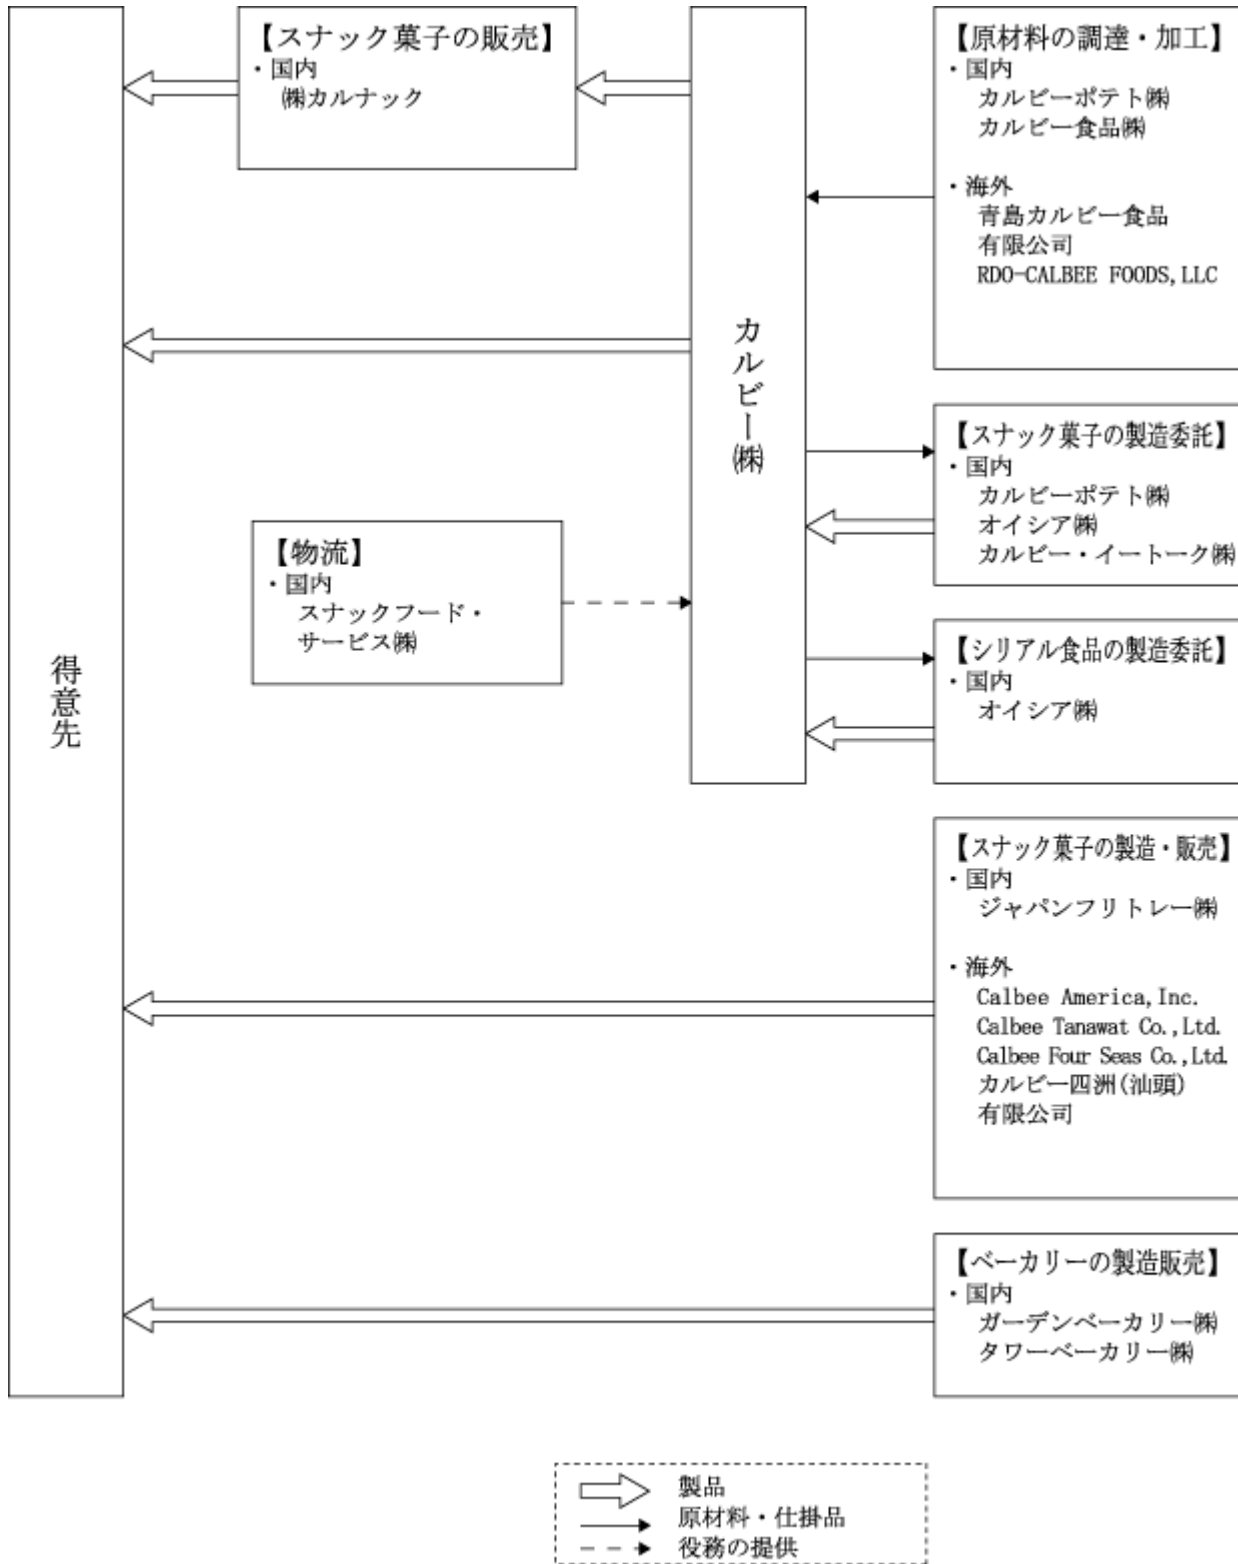 得意先
【スナック菓子の販売】
・国内
㈱カルナック
カルビー㈱
【物流】
・国内
スナックフード・
サービス㈱
【原材料の調達・加工】
・国内
カルビーポテト㈱
カルビー食品㈱
・海外
青島カルビー食品
有限公司
RDO-CALBEE FOODS,LLC
【スナック菓子の製造委託】
・国内
カルビーポテト㈱
オイシア㈱
カルビー・イートーク㈱
【シリアル食品の製造委託】
・国内
オイシア㈱
【スナック菓子の製造・販売】
・国内
ジャパンフリトレー㈱
・海外
Calbee America,Inc.
Calbee Tanawat Co.,Ltd.
Calbee Four Seas Co.,Ltd.
カルビー四洲(汕頭)
有限公司
【ベーカリーの製造販売】
・国内
ガーデンベーカリー㈱
タワーベーカリー㈱
製品
原材料・仕掛品
役務の提供